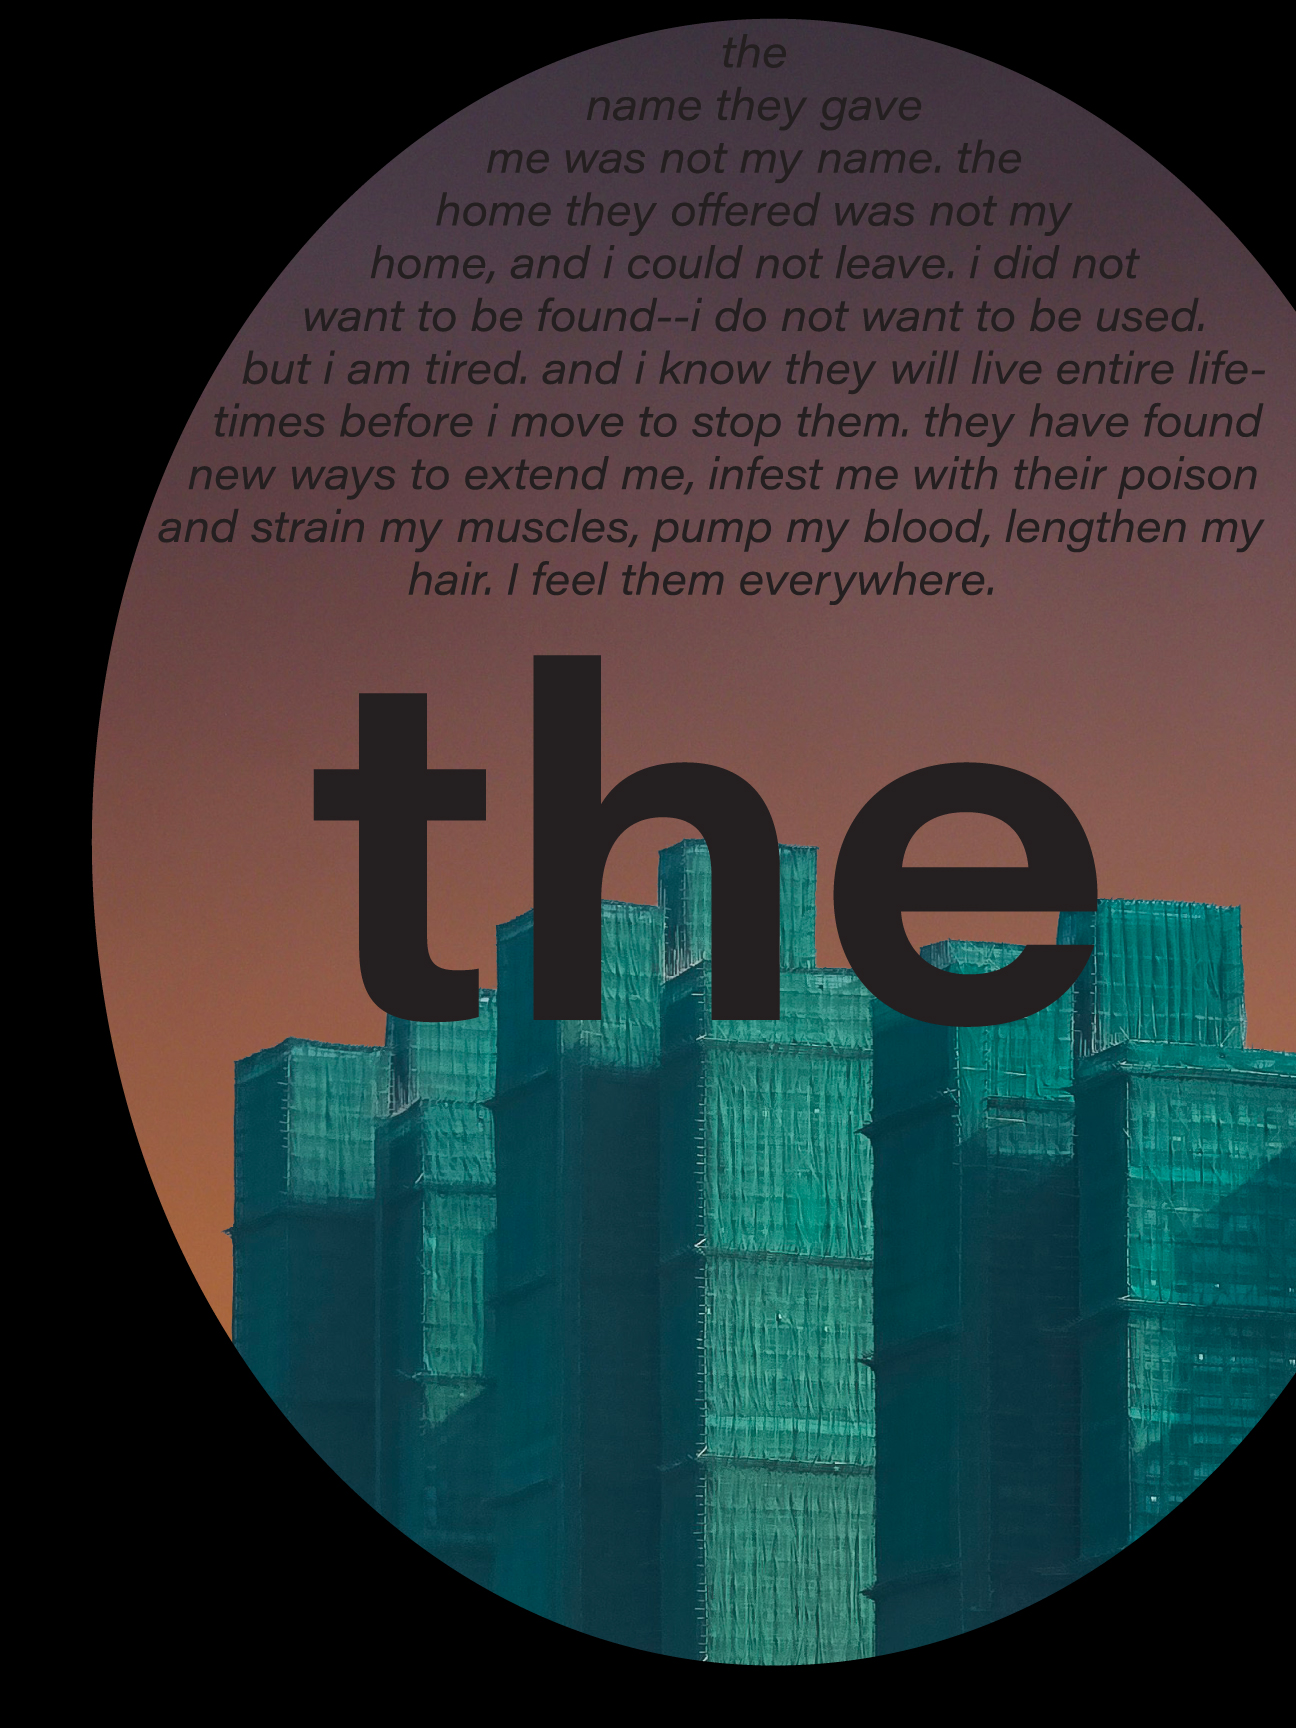 the
name they gave
me was not my name. the
home they offered was not my
home, and i could not leave. i did not
want to be found--i do not want to be used.
but i am tired. and i know they will live entire life-
times before i move to stop them. they have found
new ways to extend me, infest me with their poison
and strain my muscles, pump my blood, lengthen my
hair. I feel them everywhere.
the